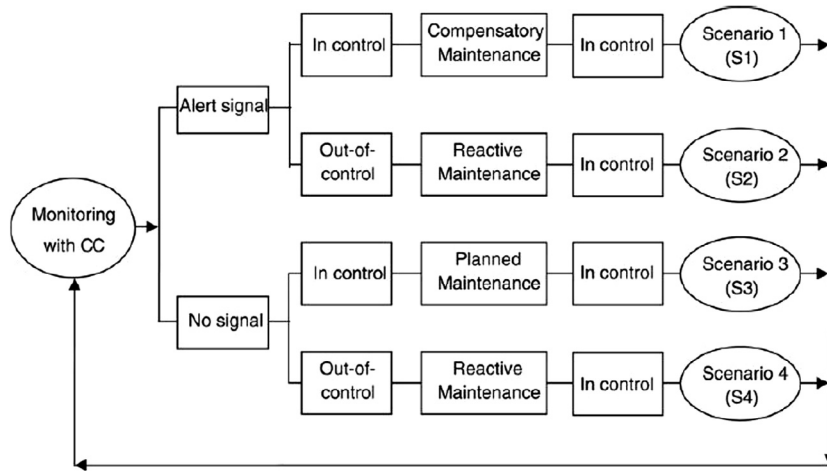 In control
Compensatory
Maintenance
In control
Scenario 1
(S1)
Alert signal
Out-of-
control
Reactive
Maintenance
In control
Scenario 2
(S2)
Monitoring
with CC
In control
Planned
Maintenance
In control
Scenario 3
(S3)
No signal
Out-of-
control
Reactive
Maintenance
In control
Scenario 4
(S4)